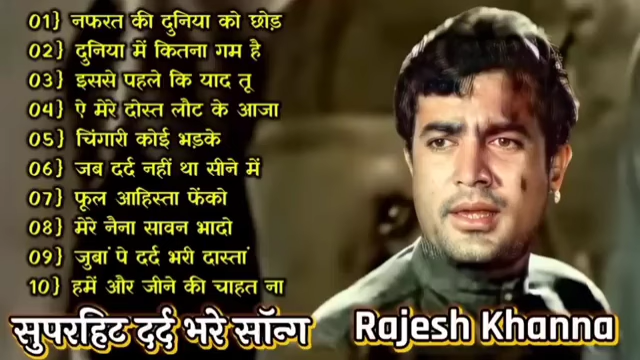 01} नफरत की दुनिया को छोड़
02} दुनिया में कितना गम है
03} इससे पहले कि याद तू
04} ऐ मेरे दोस्त लौट के आजा
05} चिंगारी कोई भड़के
06} जब दर्द नहीं था सीने में
07} फूल आहिस्ता फेंको
08} मेरे नैना सावन भादो
09} जुबां पे दर्द भरी दास्तां
10} हमें और जीने की चाहत ना
सुपरहिट दर्द भरे सॉन्ग Rajesh Khanna